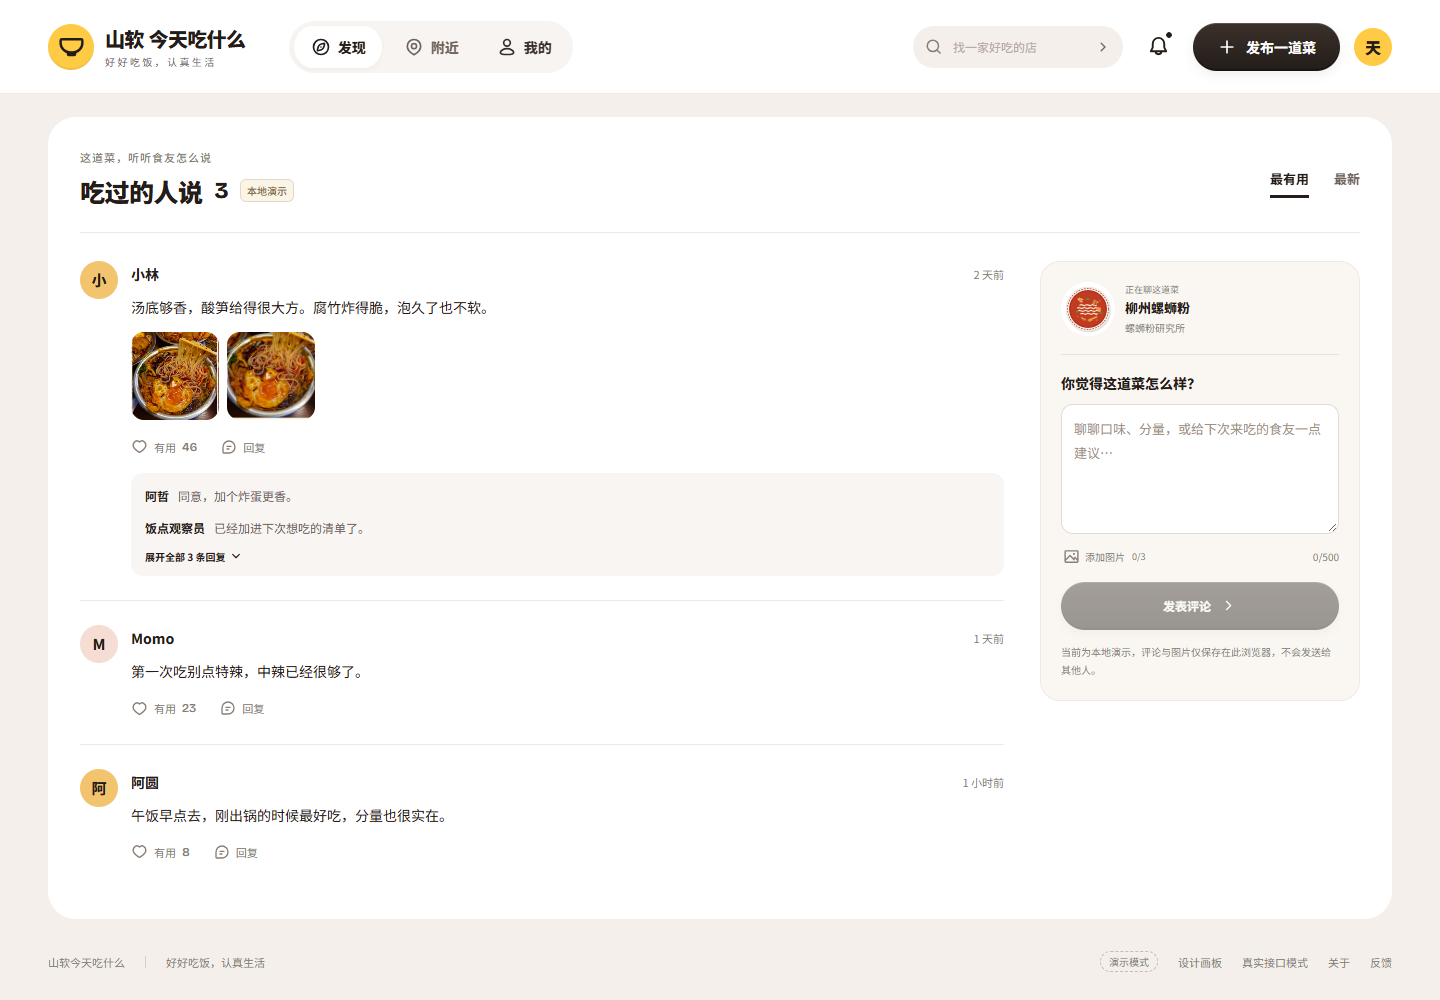 山软 今天吃什么
好好吃饭，认真生活
发现
附近
我的
找一家好吃的店
发布一道菜
天
这道菜，听听食友怎么说
吃过的人说 3
本地演示
最有用
最新
小
小林
2 天前
汤底够香，酸笋给得很大方。腐竹炸得脆，泡久了也不软。
有用 46
回复
阿哲 同意，加个炸蛋更香。
饭点观察员 已经加进下次想吃的清单了。
展开全部 3 条回复
M
Momo
1 天前
第一次吃别点特辣，中辣已经很够了。
有用 23
回复
阿
阿圆
1 小时前
午饭早点去，刚出锅的时候最好吃，分量也很实在。
有用 8
回复
正在聊这道菜
柳州螺蛳粉
螺蛳粉研究所
你觉得这道菜怎么样？
聊聊口味、分量，或给下次来吃的食友一点
建议…
添加图片 0/3
0/500
发表评论
当前为本地演示，评论与图片仅保存在此浏览器，不会发送给
其他人。
山软今天吃什么
好好吃饭，认真生活
演示模式
设计画板
真实接口模式
关于
反馈